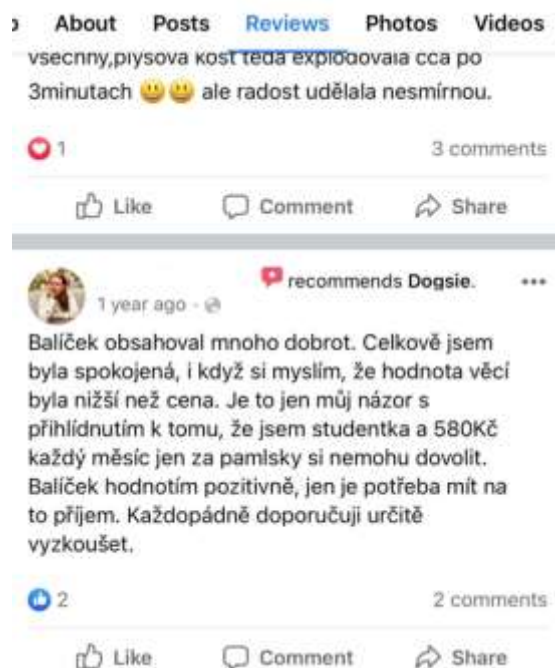 About Posts Reviews Photos Videos
všechny,plyšová kost teda explodovala cca po
3minutach 😃😃 ale radost udělala nesmírnou.
1 3 comments
Like Comment Share
recommends Dogsie.
1 year ago
Balíček obsahoval mnoho dobrot. Celkově jsem
byla spokojená, i když si myslím, že hodnota věcí
byla nižší než cena. Je to jen můj názor s
přihlídnutím k tomu, že jsem studentka a 580Kč
každý měsíc jen za pamlsky si nemohu dovolit.
Balíček hodnotím pozitivně, jen je potřeba mít na
to příjem. Každopádně doporučuji určitě
vyzkoušet.
2 2 comments
Like Comment Share